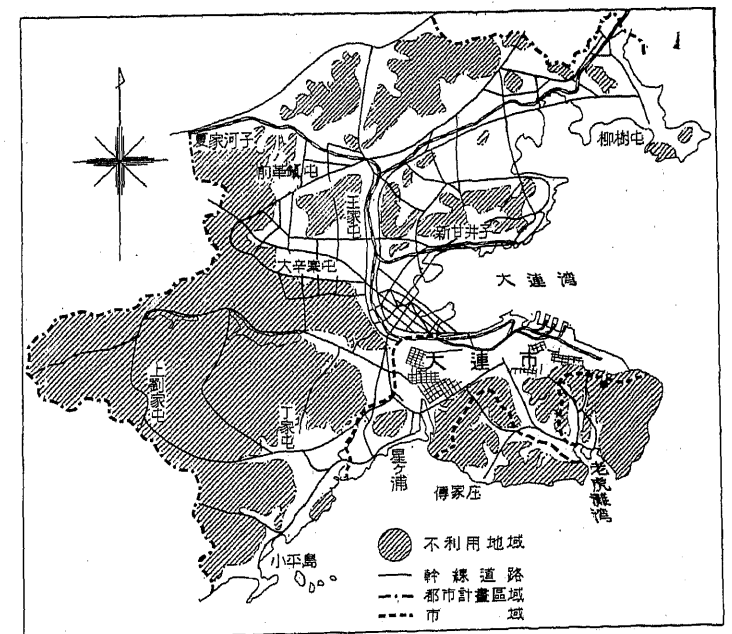 柳樹屯
夏家河子
前革鎮屯
王家屯
新甘井子
大辛寨屯
大連湾
大連市
上劉家屯
丁家屯
星ヶ浦
傅家庄
老虎灘湾
小平島
不利用地域
幹線道路
都市計畫區域
市域